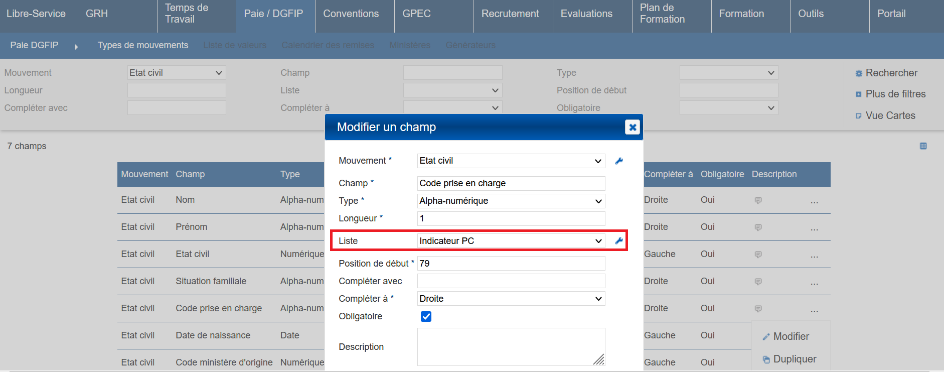 Libre-Service GRH Temps de Travail Paie / DGFIP Conventions GPEC Recrutement Evaluations Plan de Formation Formation Outils Portail
Paie DGFIP Types de mouvements Liste de valeurs Calendrier des remises Ministères Générateurs
Mouvement Etat civil Champ Type Rechercher
Longueur Liste Position de début Plus de filtres
Compléter avec Compléter à Obligatoire Vue Cartes
7 champs
Modifier un champ
Mouvement * Etat civil
Champ * Code prise en charge
Type * Alpha-numérique
Longueur * 1
Liste Indicateur PC
Position de début * 79
Compléter avec
Compléter à * Droite
Obligatoire
Description
Mouvement Champ Type Compléter à Obligatoire Description
Etat civil Nom Alpha-num Droite Oui ...
Etat civil Prénom Alpha-num Droite Oui ...
Etat civil Etat civil Numérique Gauche Oui ...
Etat civil Situation familiale Alpha-num Droite Oui ...
Etat civil Code prise en charge Alpha-num Droite Oui ...
Etat civil Date de naissance Date Gauche Oui
Etat civil Code ministère d'origine Numérique Gauche Oui
Modifier
Dupliquer